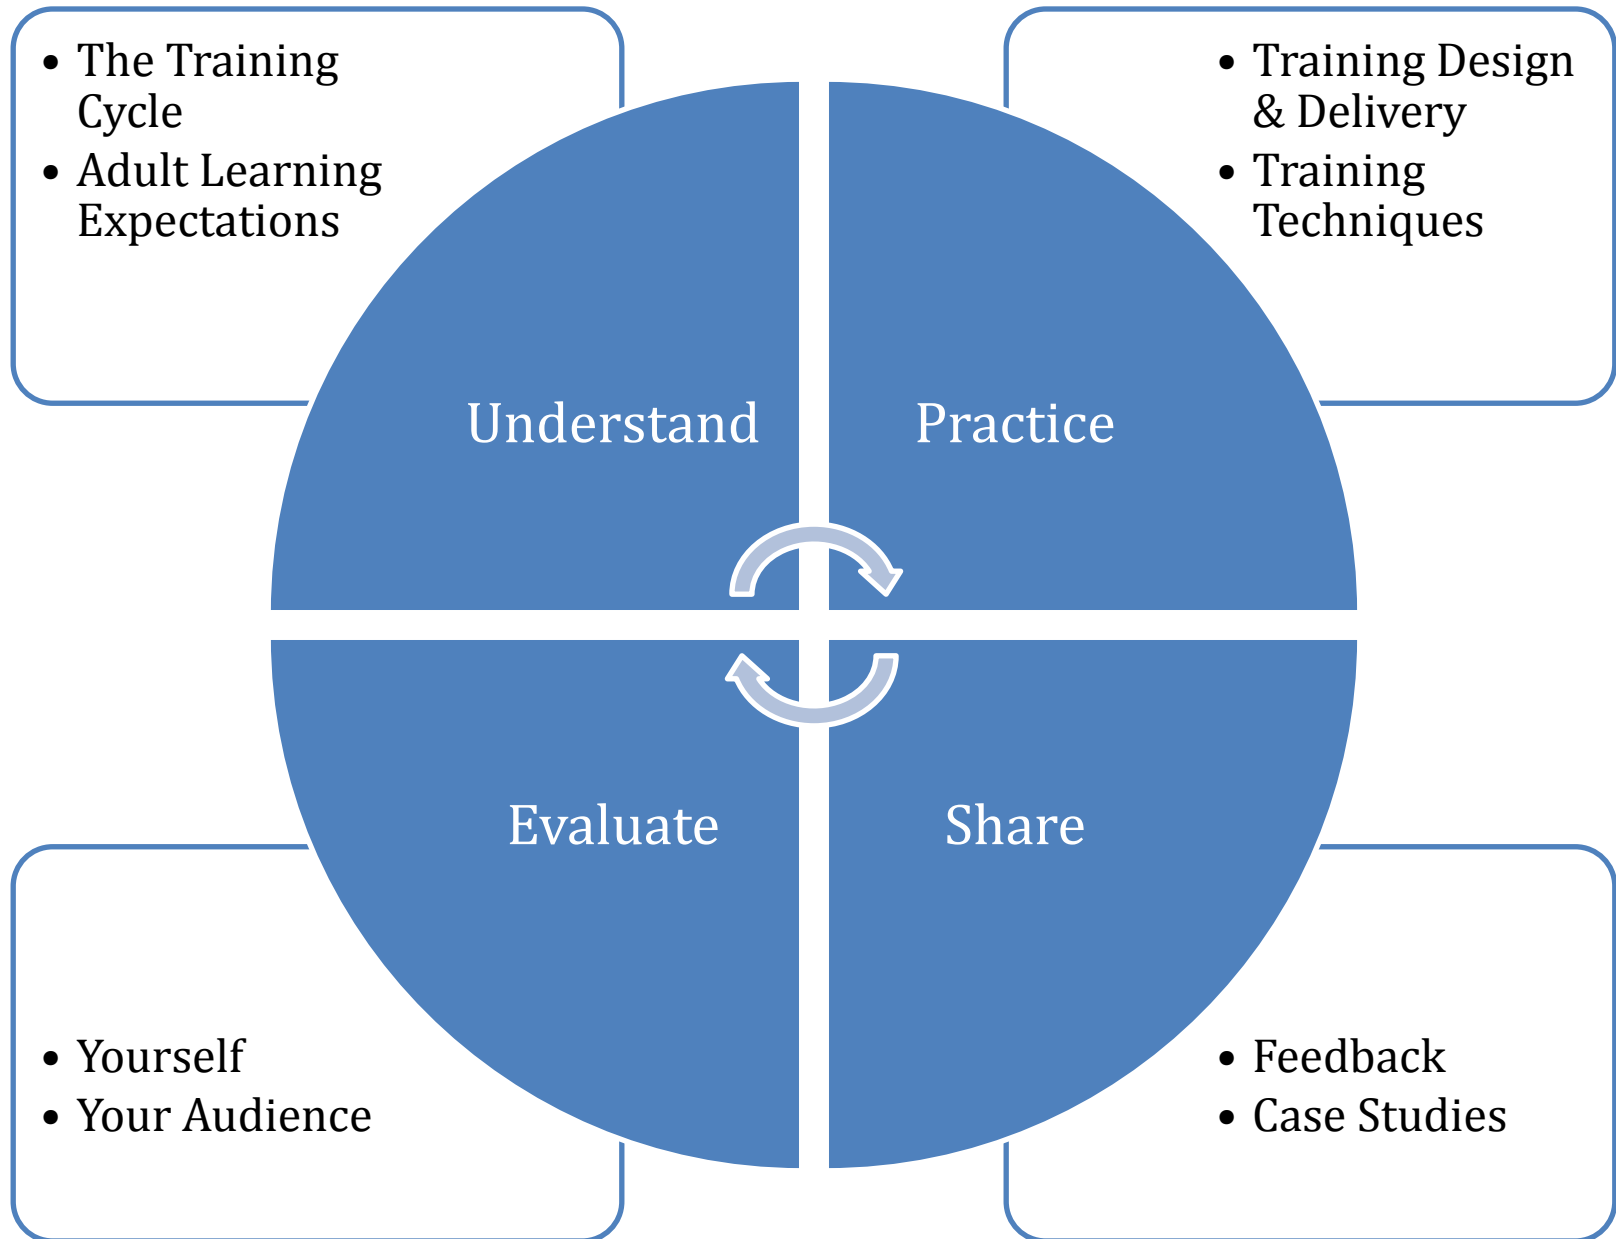 • The Training
Cycle
• Adult Learning
Expectations
• Training Design
& Delivery
• Training
Techniques
Understand
Practice
Evaluate
Share
• Yourself
• Your Audience
• Feedback
• Case Studies